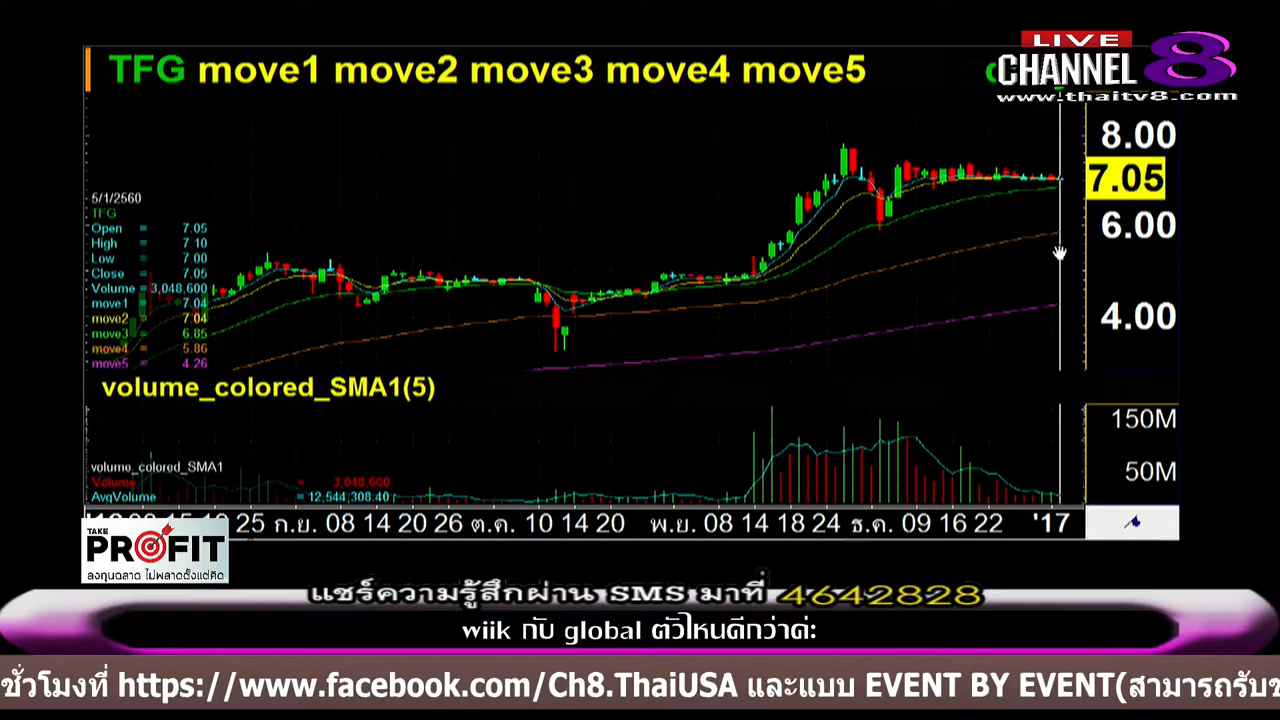 TFG move1 move2 move3 move4 move5
LIVE
CHANNEL 8
www.thaitv8.com
8.00
7.05
6.00
4.00
5/1/2560
TFG
Open = 7.05
High = 7.10
Low = 7.00
Close = 7.05
Volume = 3,048,600
move1 = 7.04
move2 = 7.04
move3 = 6.85
move4 = 5.86
move5 = 4.26
volume_colored_SMA1(5)
150M
50M
volume_colored_SMA1
Volume = 3,048,600
AvgVolume = 12,544,308.40
25 ก.ย. 08 14 20 26 ต.ค. 10 14 20 พ.ย. 08 14 18 24 ธ.ค. 09 16 22 '17
TAKE
PROFIT
ลงทุนฉลาด ไม่พลาดตั้งแต่คิด
แชร์ความรู้สึกผ่าน SMS มาที่ 4642828
wiik กับ global ตัวไหนดีกว่าค่ะ
ชั่วโมงที่ https://www.facebook.com/Ch8.ThaiUSA และแบบ EVENT BY EVENT(สามารถรับช